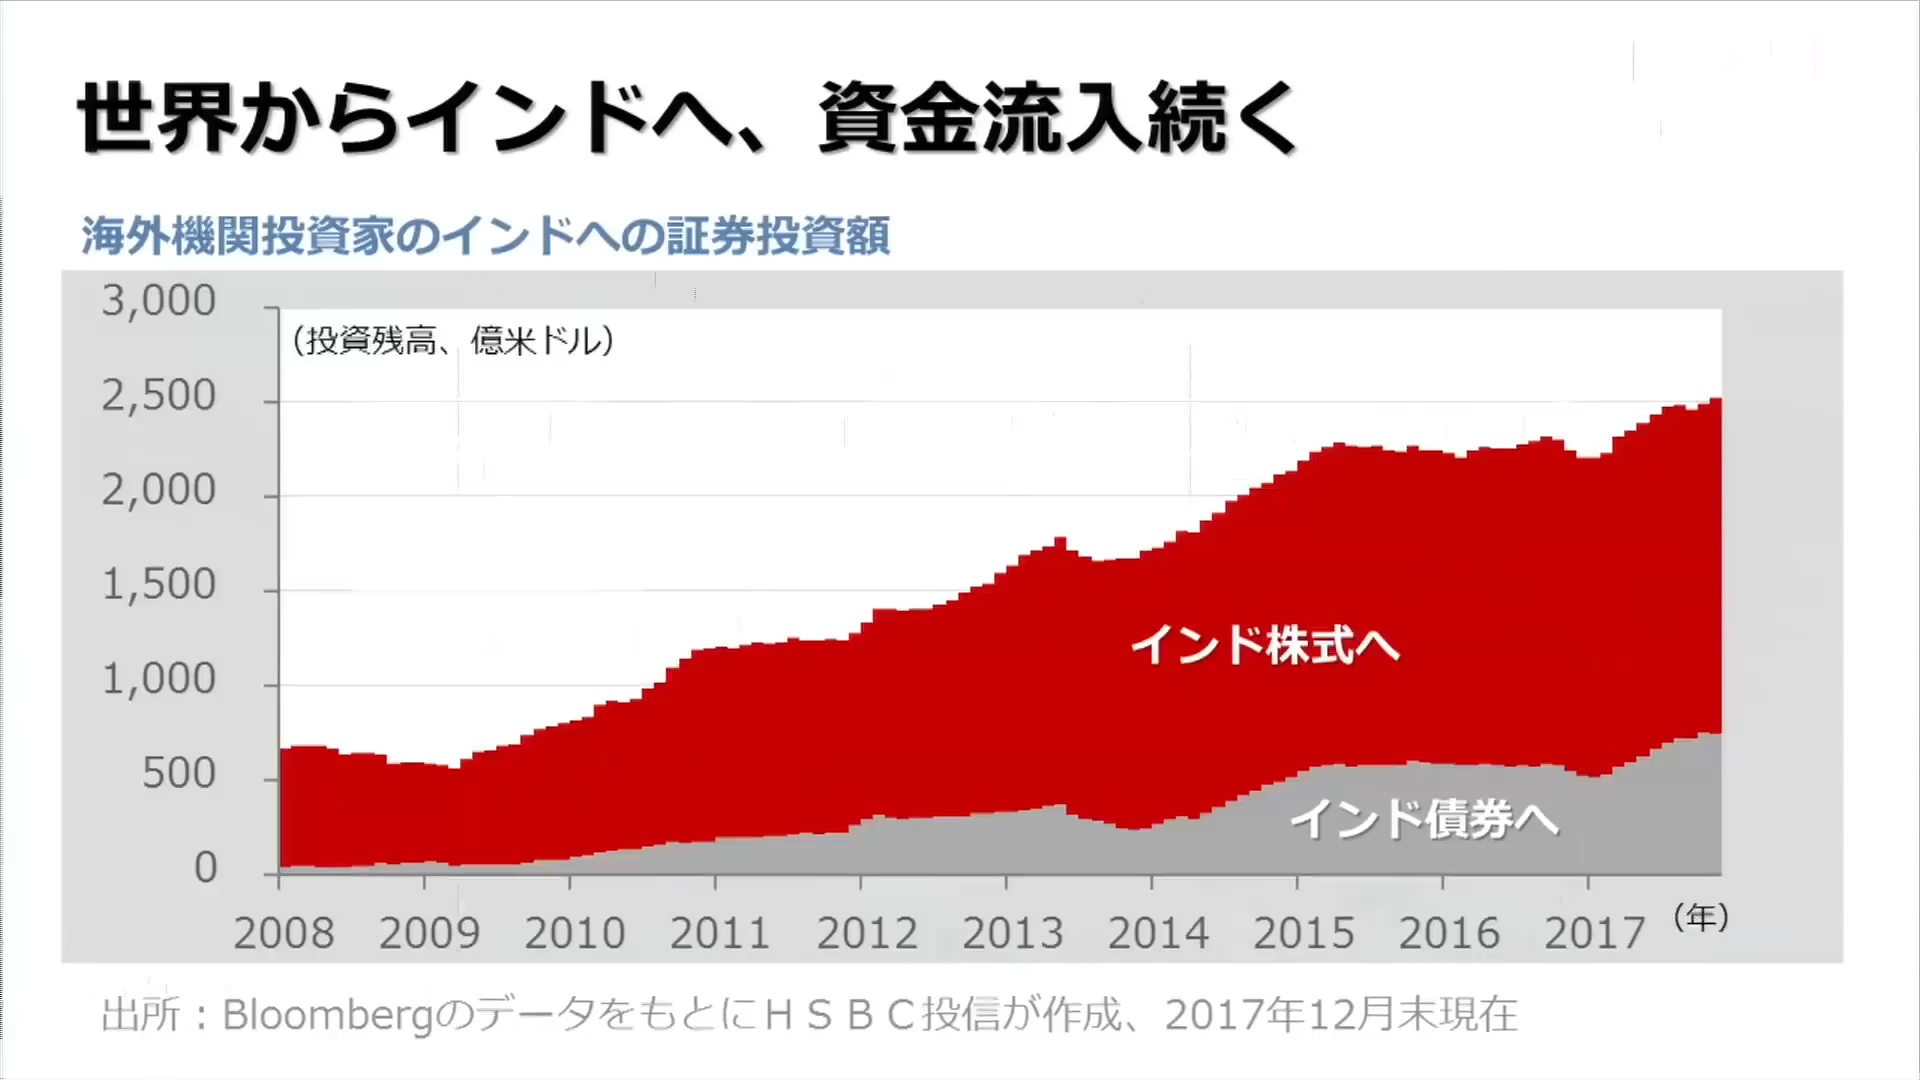 世界からインドへ、資金流入続く
海外機関投資家のインドへの証券投資額
(投資残高、億米ドル)
3,000
2,500
2,000
1,500
1,000
500
0
インド株式へ
インド債券へ
2008 2009 2010 2011 2012 2013 2014 2015 2016 2017 (年)
出所：BloombergのデータをもとにＨＳＢＣ投信が作成、2017年12月末現在